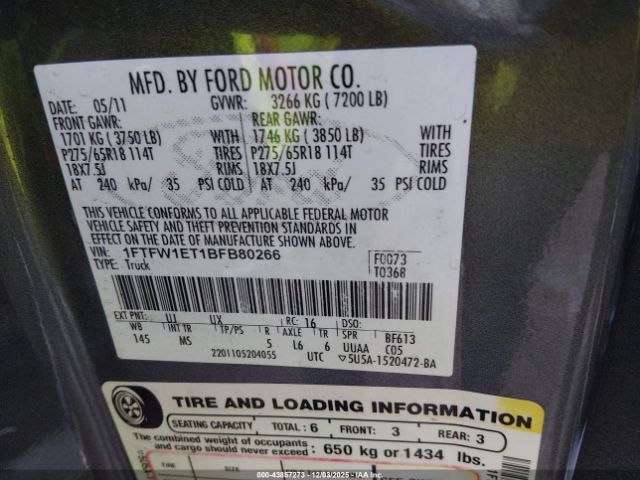 MFD. BY FORD MOTOR CO.
DATE: 05/11 GVWR: 3266 KG ( 7200 LB)
FRONT GAWR: REAR GAWR:
1701 KG ( 3750 LB) WITH 1746 KG ( 3850 LB) WITH
P275/65R18 114T TIRES P275/65R18 114T TIRES
18X7.5J RIMS 18X7.5J RIMS
AT 240 kPa/ 35 PSI COLD AT 240 kPa/ 35 PSI COLD
THIS VEHICLE CONFORMS TO ALL APPLICABLE FEDERAL MOTOR
VEHICLE SAFETY AND THEFT PREVENTION STANDARDS IN
EFFECT ON THE DATE OF MANUFACTURE SHOWN ABOVE.
VIN: 1FTFW1ET1BFB80266 F0073
TYPE: Truck T0368
EXT PNT: UJ UX RC: 16 DSO:
WB INT TR TP/PS R AXLE TR SPR BF613
145 MS 5 L6 6 UUAA COS
2201105204055 UTC 5U5A-1520472-BA
TIRE AND LOADING INFORMATION
SEATING CAPACITY TOTAL: 6 FRONT: 3 REAR: 3
The combined weight of occupants
and cargo should never exceed: 650 kg or 1434 lbs.
TIRE SIZE
000-43857273 - 12/03/2025 - IAAI.COM